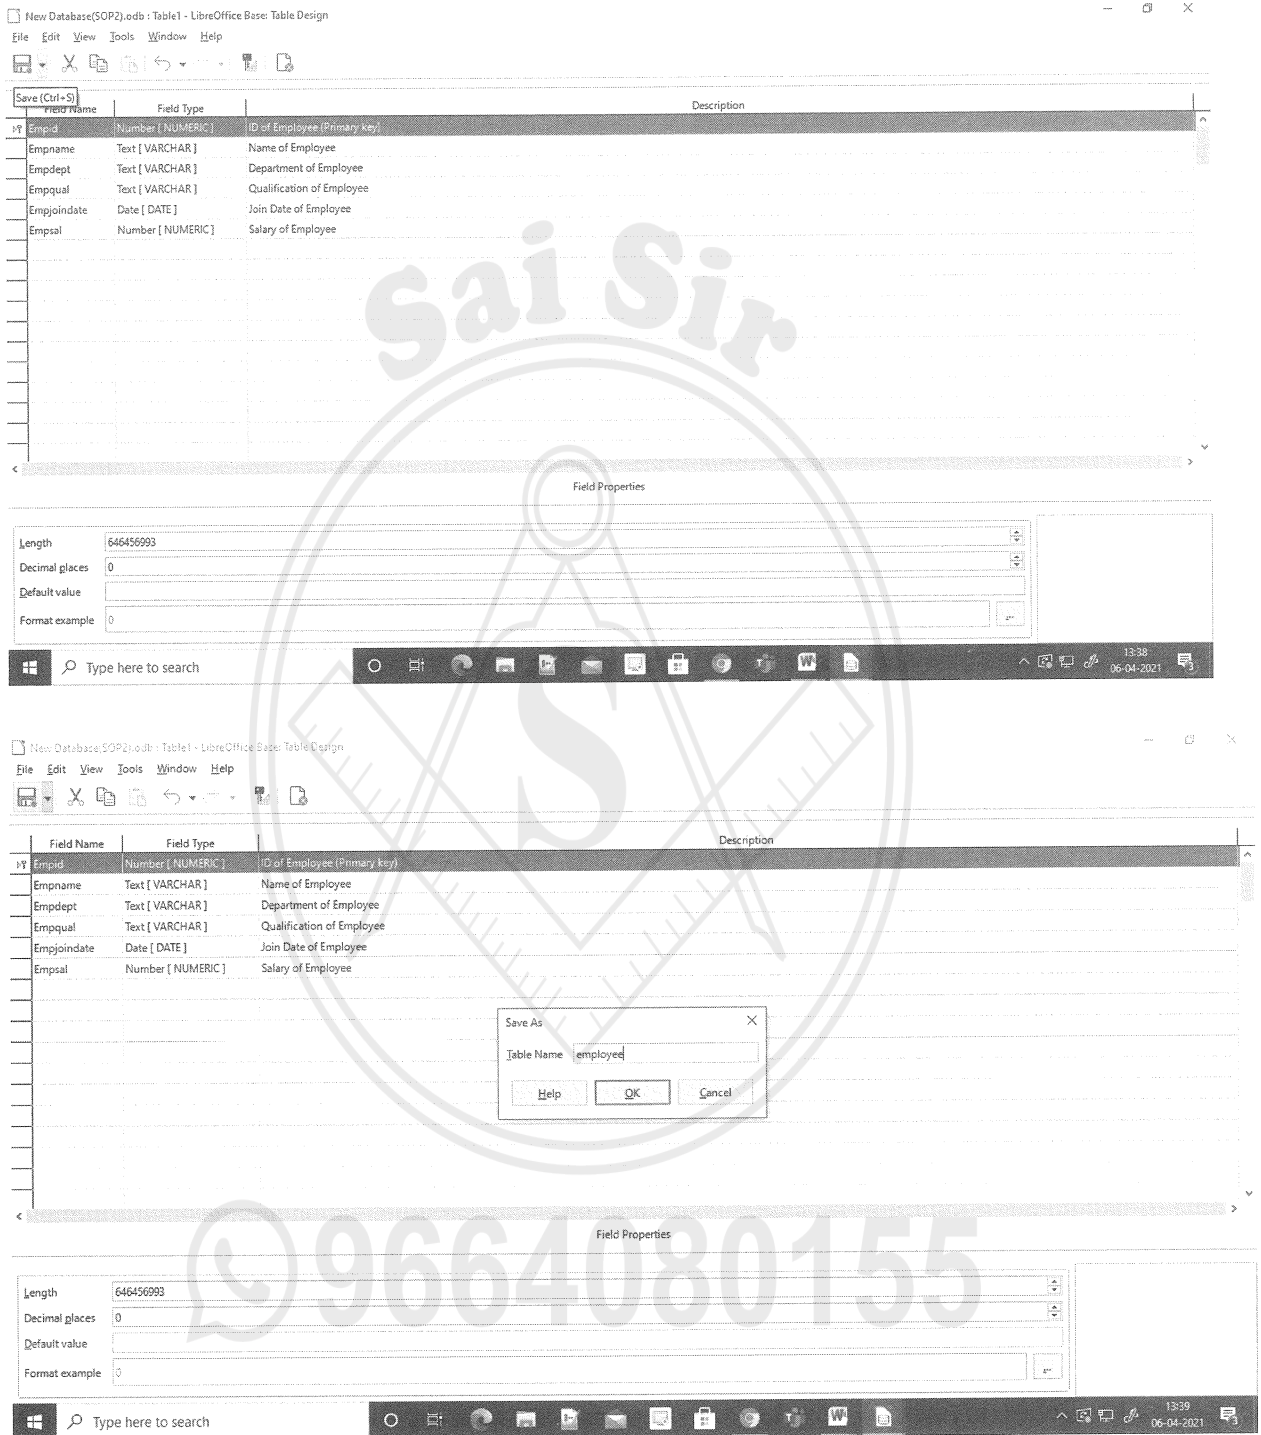 New Database(SOP2).odb : Table1 - LibreOffice Base: Table Design
File Edit View Tools Window Help
Save (Ctrl+S)
Field Name Field Type Description
Empid Number [ NUMERIC ] ID of Employee (Primary key)
Empname Text [ VARCHAR ] Name of Employee
Empdept Text [ VARCHAR ] Department of Employee
Empqual Text [ VARCHAR ] Qualification of Employee
Empjoindate Date [ DATE ] Join Date of Employee
Empsal Number [ NUMERIC ] Salary of Employee
Sai Sir
Field Properties
Length 646456993
Decimal places 0
Default value
Format example 0
S
Type here to search
13:38
06-04-2021
New Database(SOP2).odb : Table1 - LibreOffice Base: Table Design
File Edit View Tools Window Help
Field Name Field Type Description
Empid Number [ NUMERIC ] ID of Employee (Primary key)
Empname Text [ VARCHAR ] Name of Employee
Empdept Text [ VARCHAR ] Department of Employee
Empqual Text [ VARCHAR ] Qualification of Employee
Empjoindate Date [ DATE ] Join Date of Employee
Empsal Number [ NUMERIC ] Salary of Employee
Save As
Table Name employee
Help OK Cancel
9664080155
Field Properties
Length 646456993
Decimal places 0
Default value
Format example 0
Type here to search
13:39
06-04-2021